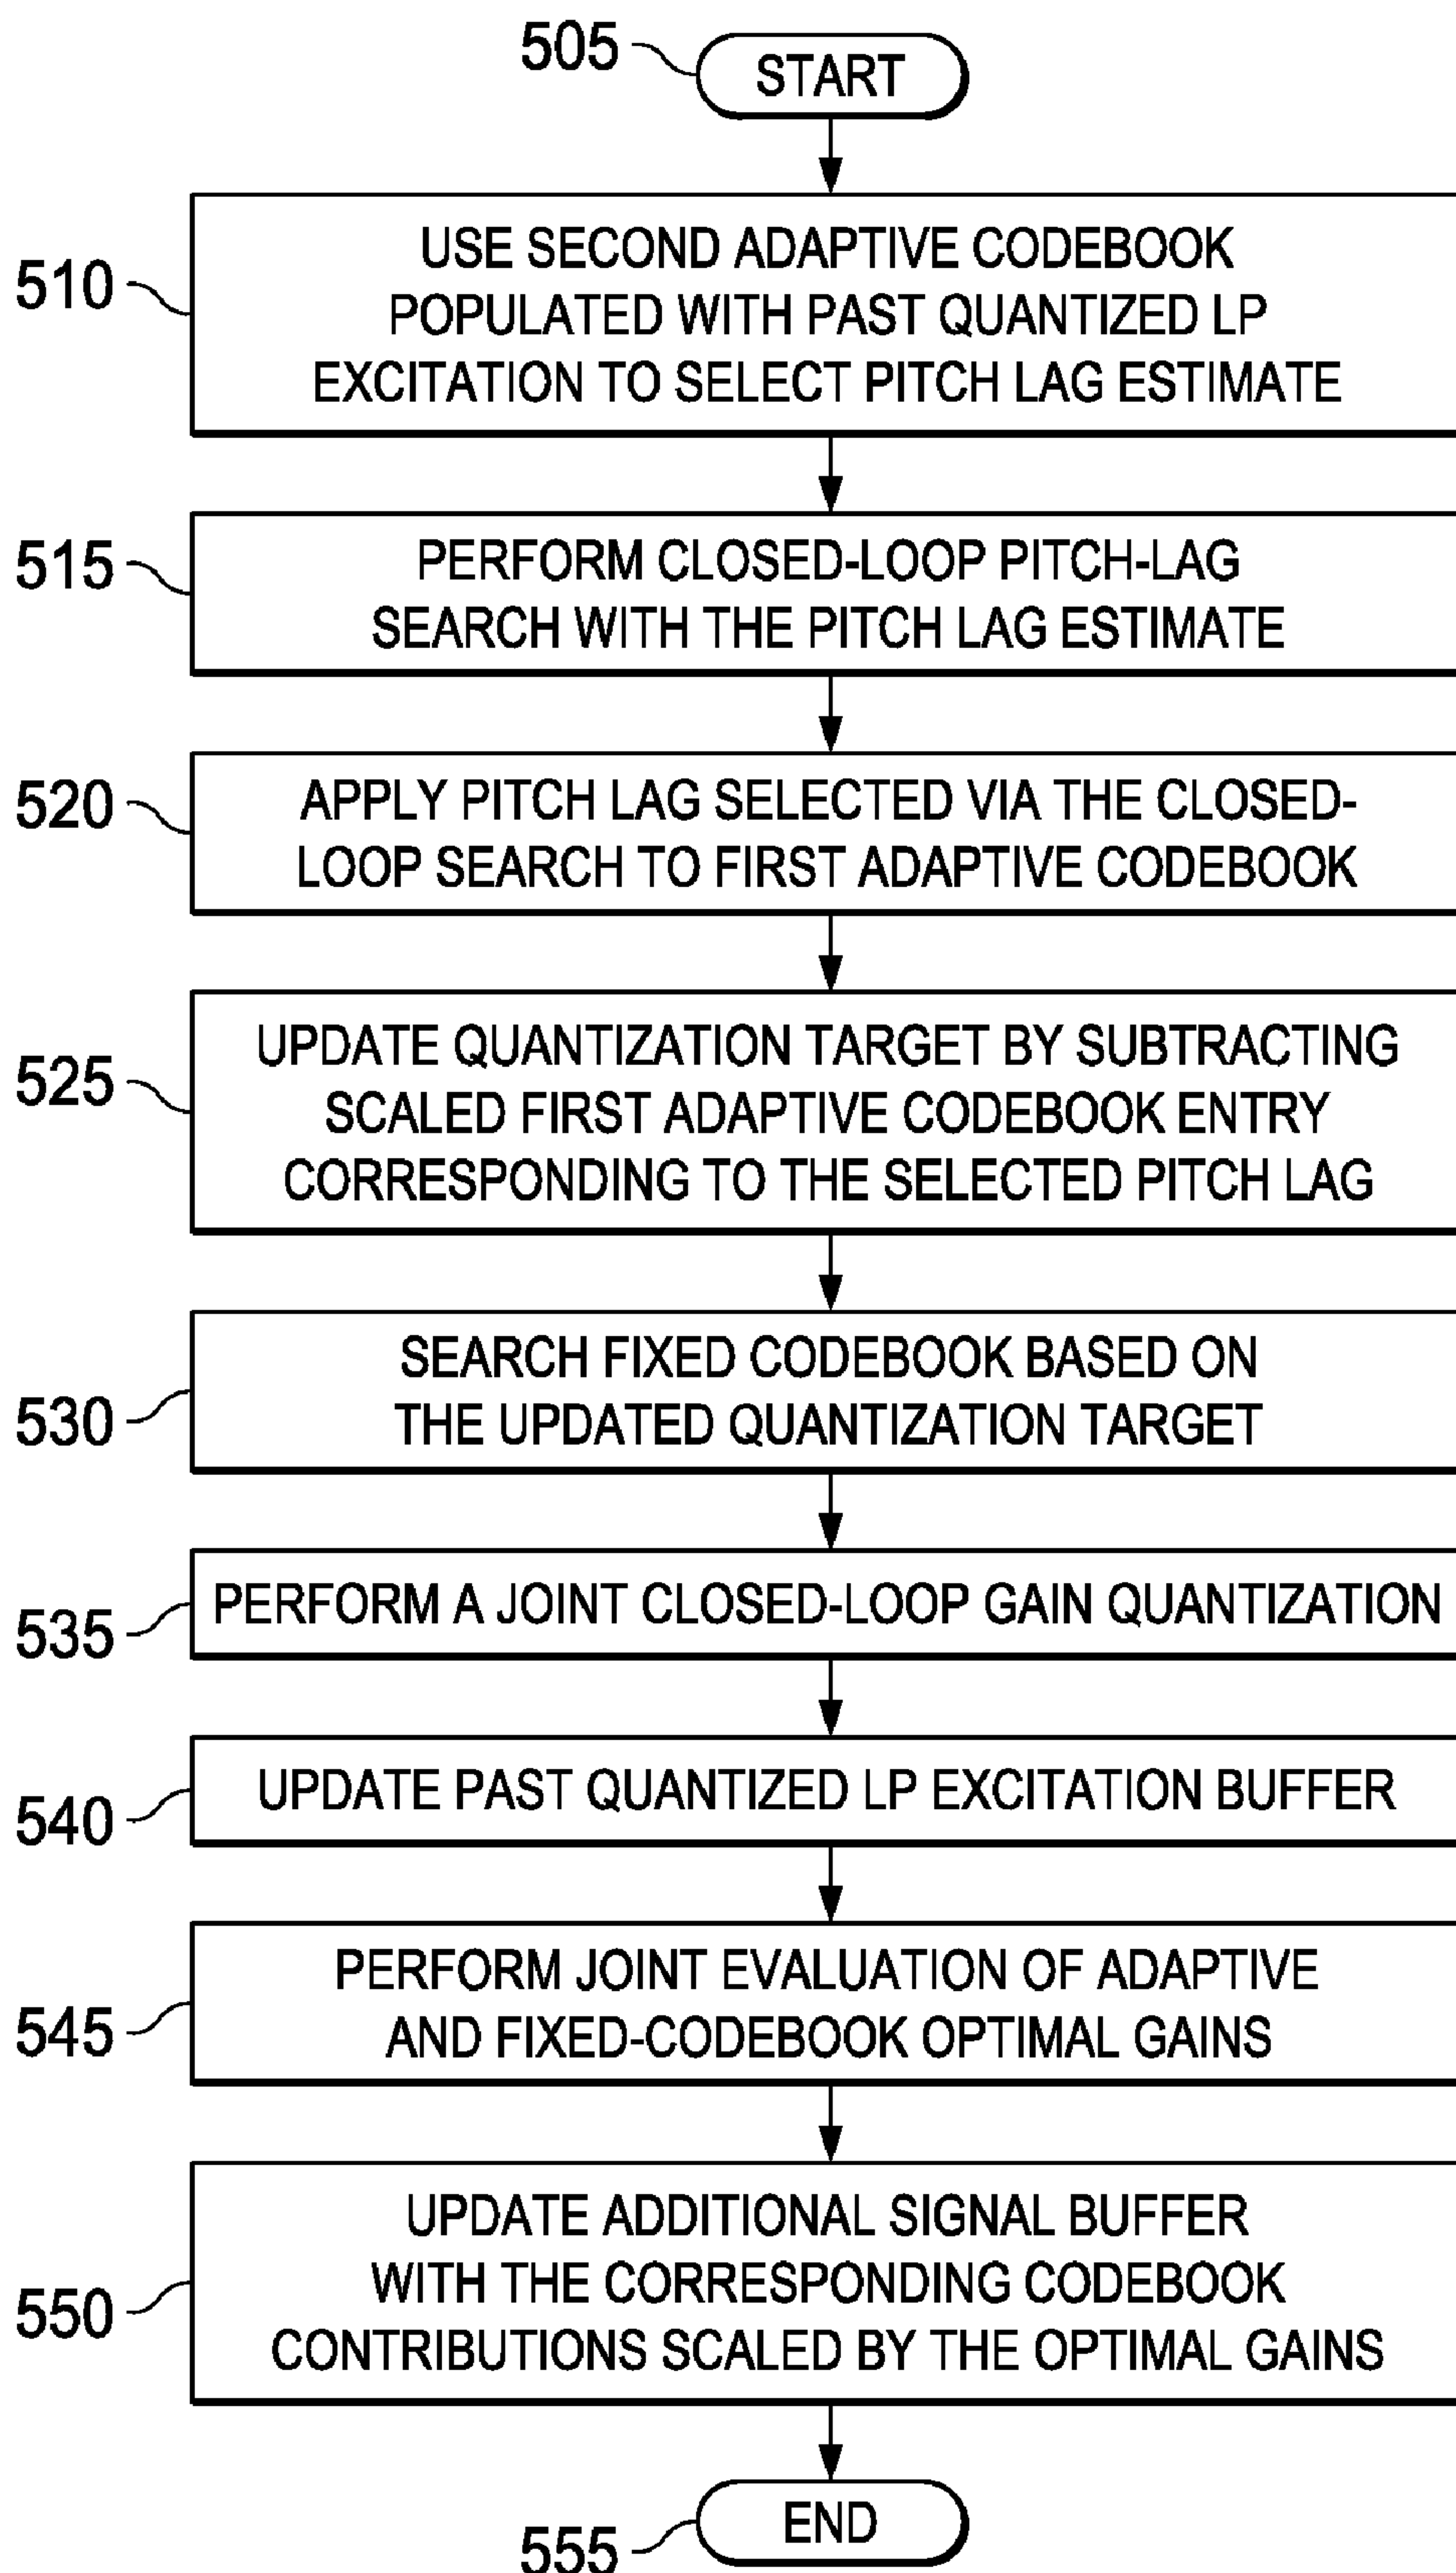 505
START
510
USE SECOND ADAPTIVE CODEBOOK
POPULATED WITH PAST QUANTIZED LP
EXCITATION TO SELECT PITCH LAG ESTIMATE
515
PERFORM CLOSED-LOOP PITCH-LAG
SEARCH WITH THE PITCH LAG ESTIMATE
520
APPLY PITCH LAG SELECTED VIA THE CLOSED-
LOOP SEARCH TO FIRST ADAPTIVE CODEBOOK
525
UPDATE QUANTIZATION TARGET BY SUBTRACTING
SCALED FIRST ADAPTIVE CODEBOOK ENTRY
CORRESPONDING TO THE SELECTED PITCH LAG
530
SEARCH FIXED CODEBOOK BASED ON
THE UPDATED QUANTIZATION TARGET
535
PERFORM A JOINT CLOSED-LOOP GAIN QUANTIZATION
540
UPDATE PAST QUANTIZED LP EXCITATION BUFFER
545
PERFORM JOINT EVALUATION OF ADAPTIVE
AND FIXED-CODEBOOK OPTIMAL GAINS
550
UPDATE ADDITIONAL SIGNAL BUFFER
WITH THE CORRESPONDING CODEBOOK
CONTRIBUTIONS SCALED BY THE OPTIMAL GAINS
555
END